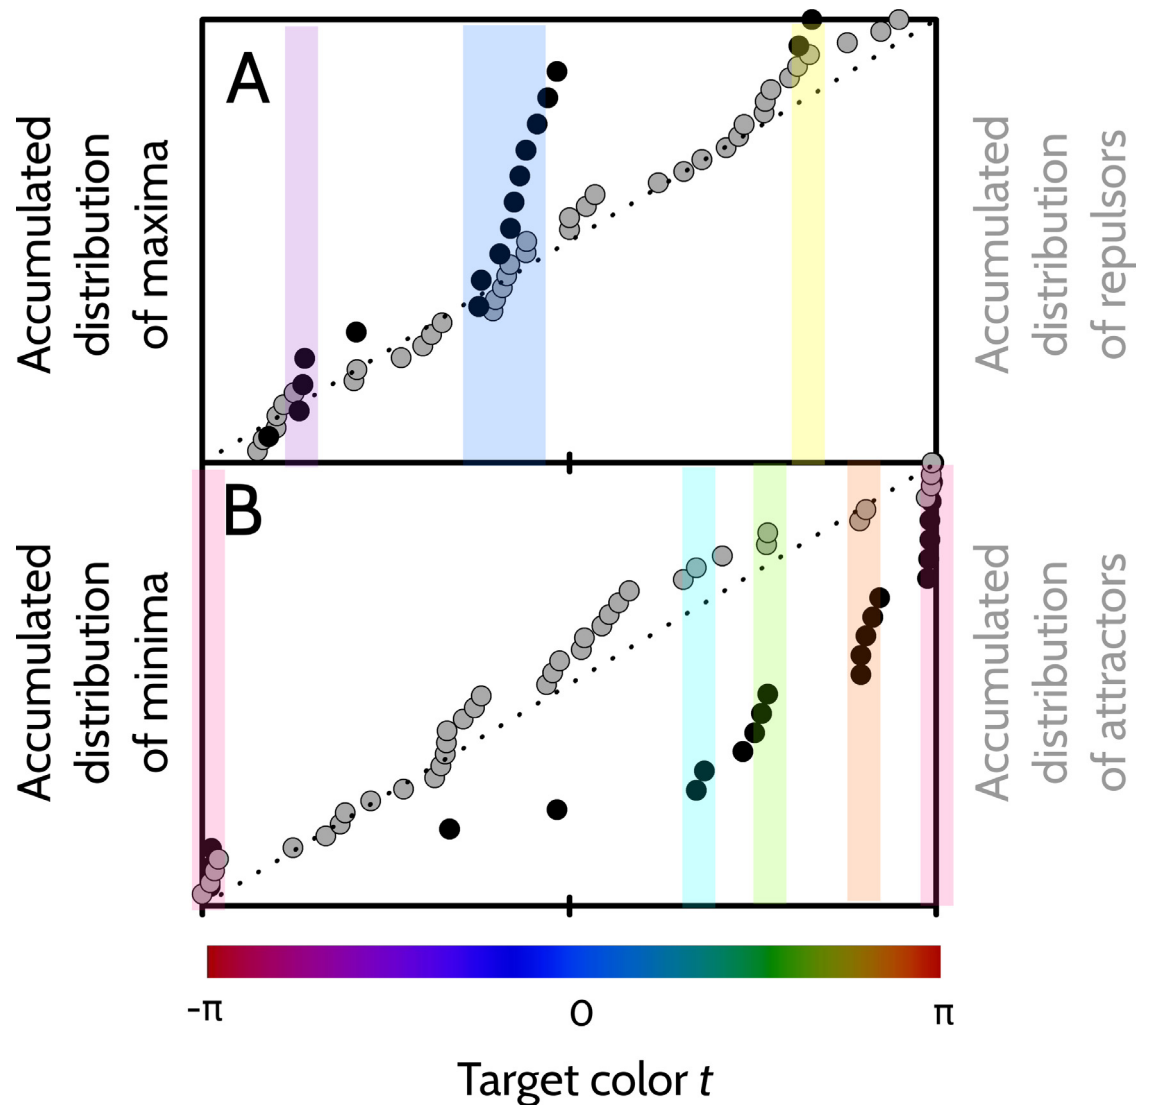 A
Accumulated
distribution
of maxima
Accumulated
distribution
of repulsors
B
Accumulated
distribution
of minima
Accumulated
distribution
of attractors
-π
0
π
Target color t